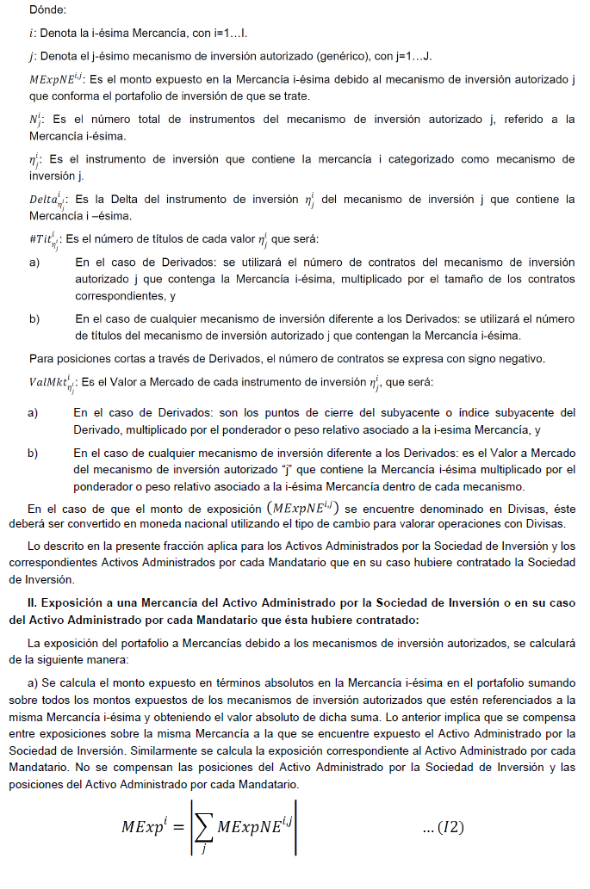 Dónde:
i: Denota la i-ésima Mercancía, con i=1…I.
j: Denota el j-ésimo mecanismo de inversión autorizado (genérico), con j=1…J.
MExpNE^{i,j}: Es el monto expuesto en la Mercancía i-ésima debido al mecanismo de inversión autorizado j
que conforma el portafolio de inversión de que se trate.
N_j^i: Es el número total de instrumentos del mecanismo de inversión autorizado j, referido a la
Mercancía i-ésima.
η_j^i: Es el instrumento de inversión que contiene la mercancía i categorizado como mecanismo de
inversión j.
Delta_{η_j^i}^i: Es la Delta del instrumento de inversión η_j^i del mecanismo de inversión j que contiene la
Mercancía i –ésima.
#Tit_{η_j^i}^i: Es el número de títulos de cada valor η_j^i que será:
a) En el caso de Derivados: se utilizará el número de contratos del mecanismo de inversión
autorizado j que contenga la Mercancía i-ésima, multiplicado por el tamaño de los contratos
correspondientes, y
b) En el caso de cualquier mecanismo de inversión diferente a los Derivados: se utilizará el número
de títulos del mecanismo de inversión autorizado j que contengan la Mercancía i-ésima.
Para posiciones cortas a través de Derivados, el número de contratos se expresa con signo negativo.
ValMkt_{η_j^i}^i: Es el Valor a Mercado de cada instrumento de inversión η_j^i, que será:
a) En el caso de Derivados: son los puntos de cierre del subyacente o índice subyacente del
Derivado, multiplicado por el ponderador o peso relativo asociado a la i-esima Mercancía, y
b) En el caso de cualquier mecanismo de inversión diferente a los Derivados: es el Valor a Mercado
del mecanismo de inversión autorizado “j” que contiene la Mercancía i-ésima multiplicado por el
ponderador o peso relativo asociado a la i-ésima Mercancía dentro de cada mecanismo.
En el caso de que el monto de exposición (MExpNE^{i,j}) se encuentre denominado en Divisas, éste
deberá ser convertido en moneda nacional utilizando el tipo de cambio para valorar operaciones con Divisas.
Lo descrito en la presente fracción aplica para los Activos Administrados por la Sociedad de Inversión y los
correspondientes Activos Administrados por cada Mandatario que en su caso hubiere contratado la Sociedad
de Inversión.
II. Exposición a una Mercancía del Activo Administrado por la Sociedad de Inversión o en su caso
del Activo Administrado por cada Mandatario que ésta hubiere contratado:
La exposición del portafolio a Mercancías debido a los mecanismos de inversión autorizados, se calculará
de la siguiente manera:
a) Se calcula el monto expuesto en términos absolutos en la Mercancía i-ésima en el portafolio sumando
sobre todos los montos expuestos de los mecanismos de inversión autorizados que estén referenciados a la
misma Mercancía i-ésima y obteniendo el valor absoluto de dicha suma. Lo anterior implica que se compensa
entre exposiciones sobre la misma Mercancía a la que se encuentre expuesto el Activo Administrado por la
Sociedad de Inversión. Similarmente se calcula la exposición correspondiente al Activo Administrado por cada
Mandatario. No se compensan las posiciones del Activo Administrado por la Sociedad de Inversión y las
posiciones del Activo Administrado por cada Mandatario.
MExp^i = |∑_j MExpNE^{i,j}| … (I2)